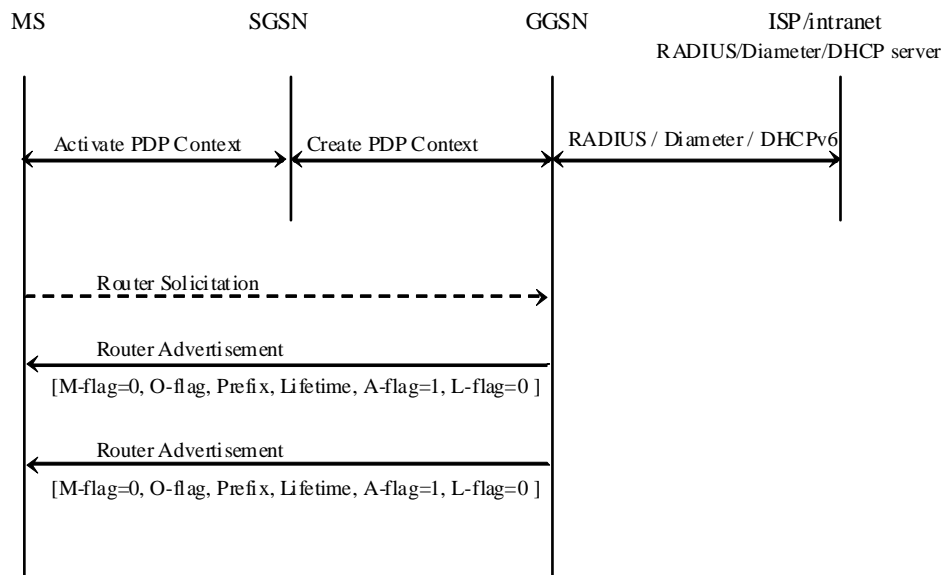 MS
SGSN
GGSN
ISP/intranet
RADIUS/Diameter/DHCP server
Activate PDP Context
Create PDP Context
RADIUS / Diameter / DHCPv6
Router Solicitation
Router Advertisement
[M-flag=0, O-flag, Prefix, Lifetime, A-flag=1, L-flag=0 ]
Router Advertisement
[M-flag=0, O-flag, Prefix, Lifetime, A-flag=1, L-flag=0 ]